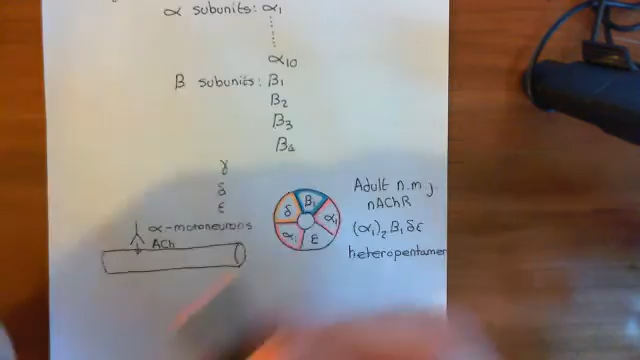 α subunits: α₁
α₁₀
β subunits: β₁
β₂
β₃
β₄
γ
δ
ε
α-motoneurons
ACh
δ
β₁
α₁
α₁
ε
Adult n.m.j.
nAChR
(α₁)₂ β₁ δε
heteropentamer